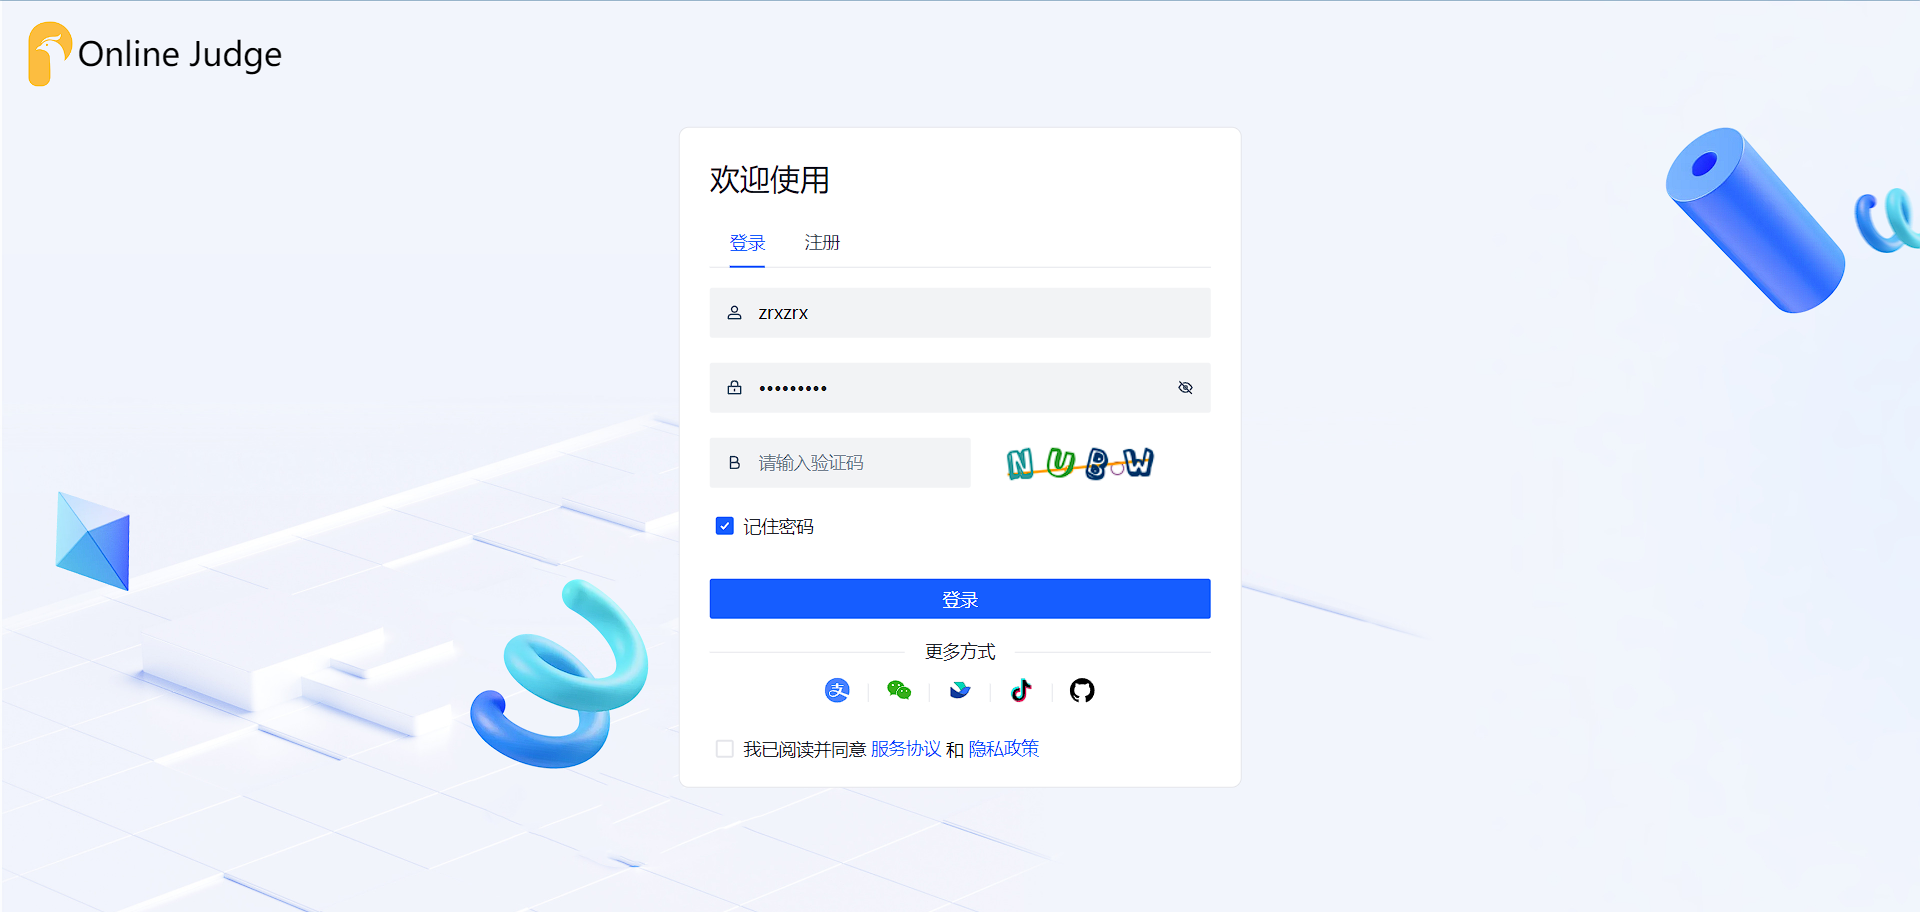 Online Judge
欢迎使用
登录 注册
zrxzrx
•••••••••
B 请输入验证码 NUBW
记住密码
登录
更多方式
支
我已阅读并同意 服务协议 和 隐私政策